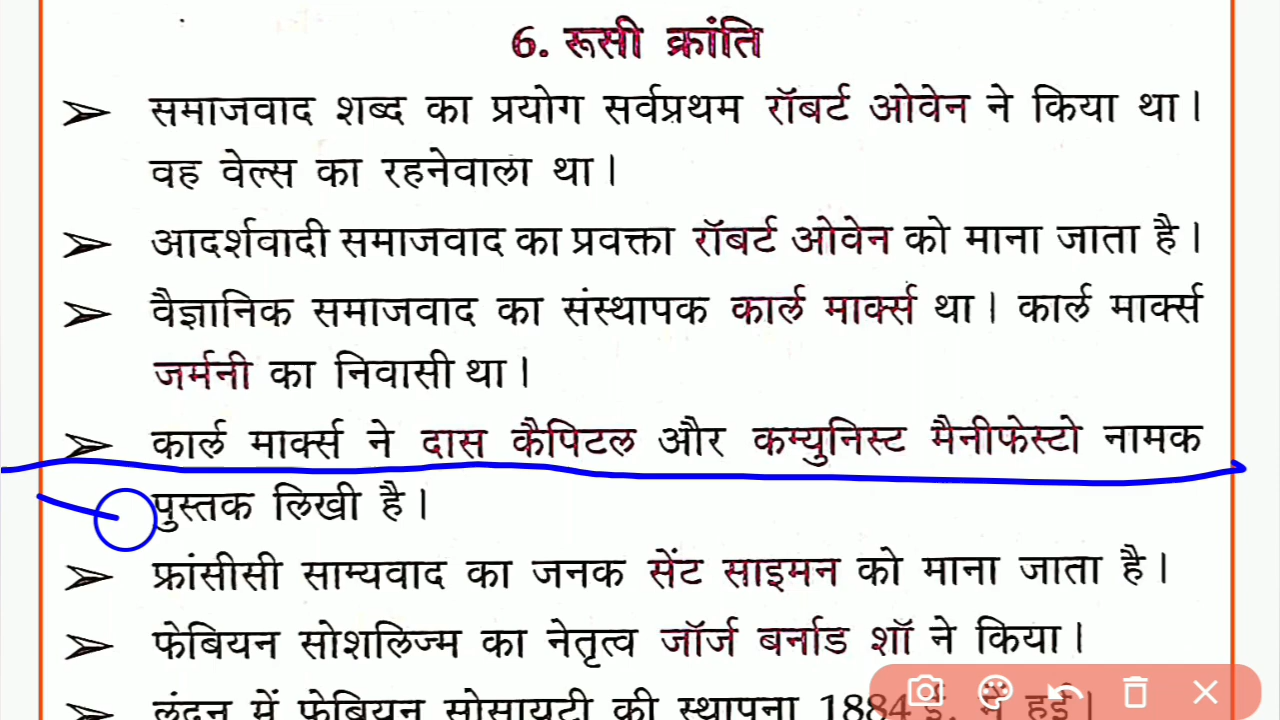 6. रूसी क्रांति
➢ समाजवाद शब्द का प्रयोग सर्वप्रथम रॉबर्ट ओवेन ने किया था।
वह वेल्स का रहनेवाला था।
➢ आदर्शवादी समाजवाद का प्रवक्ता रॉबर्ट ओवेन को माना जाता है।
➢ वैज्ञानिक समाजवाद का संस्थापक कार्ल मार्क्स था। कार्ल मार्क्स
जर्मनी का निवासी था।
➢ कार्ल मार्क्स ने दास कैपिटल और कम्युनिस्ट मैनीफेस्टो नामक
पुस्तक लिखी है।
➢ फ्रांसीसी साम्यवाद का जनक सेंट साइमन को माना जाता है।
➢ फेबियन सोशलिज्म का नेतृत्व जॉर्ज बर्नाड शॉ ने किया।
➢ लंदन में फेबियन सोसायटी की स्थापना 1884 ई. में हुई।